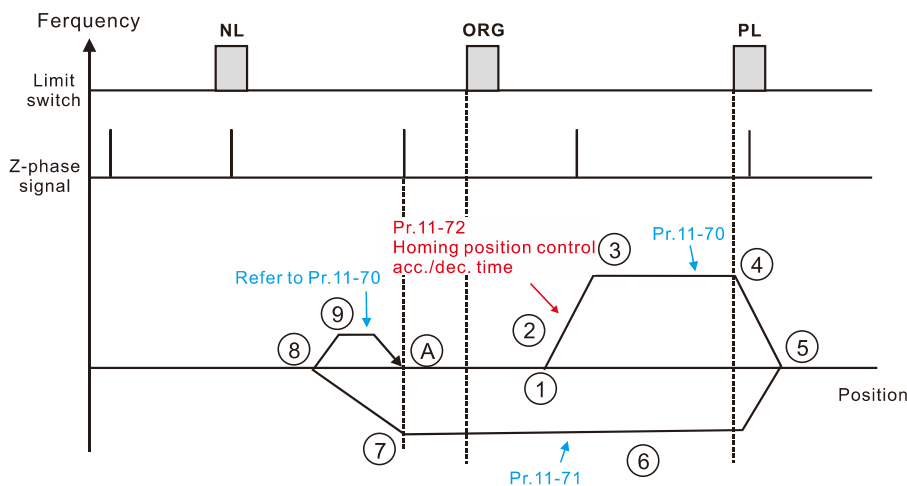 Ferquency
NL
ORG
PL
Limit
switch
Z-phase
signal
Pr.11-72
Homing position control
acc./dec. time
3
Pr.11-70
4
Refer to Pr.11-70
9
2
8
A
5
1
Position
7
6
Pr.11-71